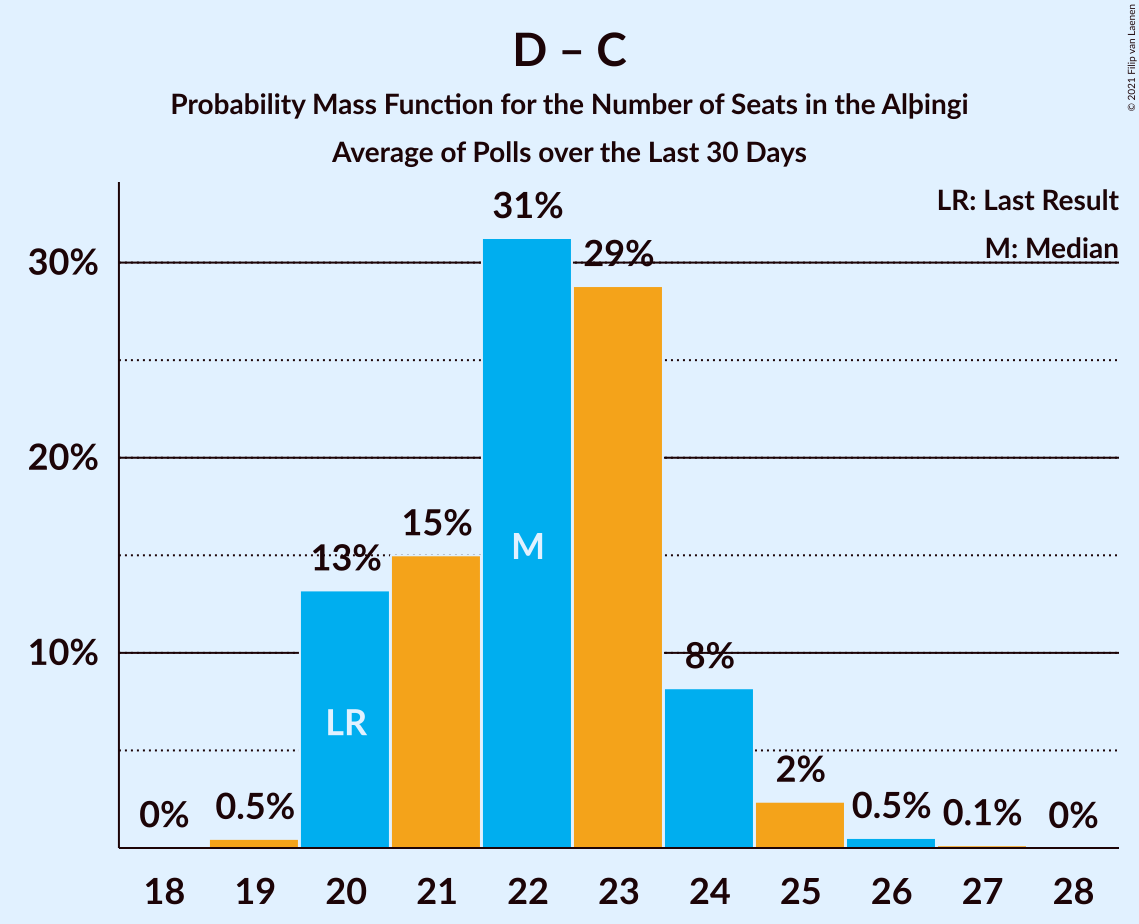 D – C
Probability Mass Function for the Number of Seats in the Alþingi
Average of Polls over the Last 30 Days
© 2021 Filip van Laenen
LR: Last Result
M: Median
30%
20%
10%
0%
0.5%
13%
15%
31%
29%
8%
2%
0.5%
0.1%
0%
LR
M
18 19 20 21 22 23 24 25 26 27 28